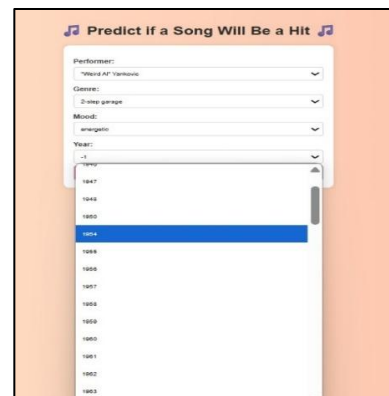 🎵 Predict if a Song Will Be a Hit 🎵
Performer:
"Weird Al" Yankovic
Genre:
2-step garage
Mood:
energetic
Year:
-1
1947
1949
1950
1954
1955
1956
1957
1958
1959
1960
1961
1962
1963